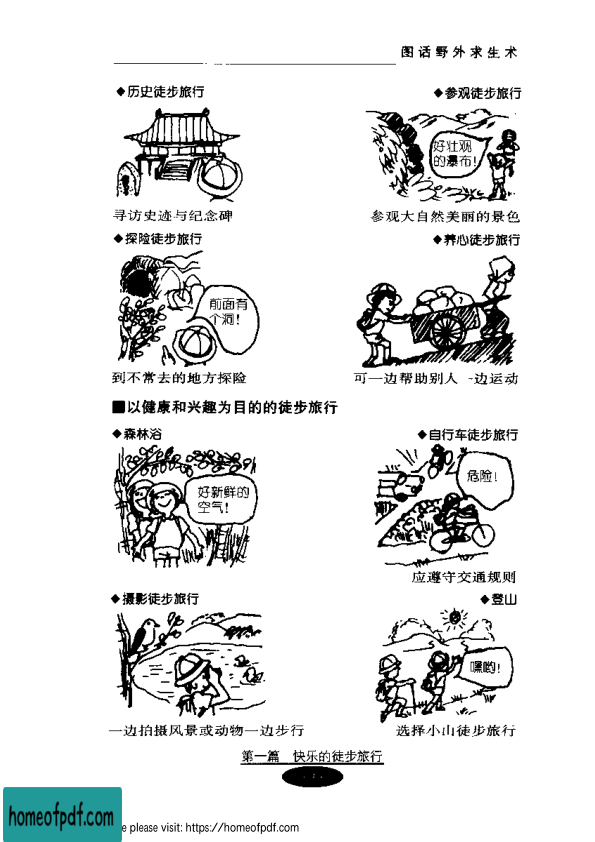 图话野外求生术
◆历史徒步旅行
寻访史迹与纪念碑
◆参观徒步旅行
好壮观
的瀑布!
参观大自然美丽的景色
◆探险徒步旅行
前面有
个洞!
到不常去的地方探险
◆养心徒步旅行
可一边帮助别人 一边运动
■以健康和兴趣为目的的徒步旅行
◆森林浴
好新鲜的
空气!
◆自行车徒步旅行
危险!
应遵守交通规则
◆摄影徒步旅行
一边拍摄风景或动物一边步行
◆登山
嘿哟!
选择小山徒步旅行
第一篇 快乐的徒步旅行
homeofpdf.com
e please visit: https://homeofpdf.com